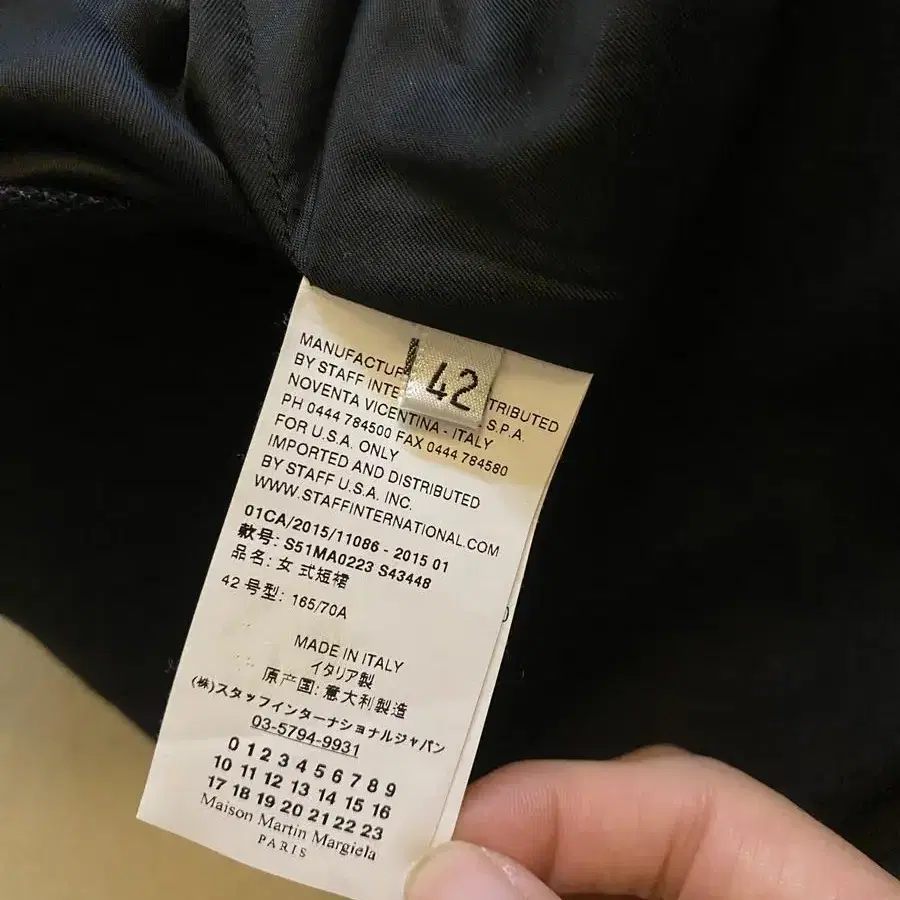 42
MANUFACTUR TRIBUTED
BY STAFF INTE S.P.A.
NOVENTA VICENTINA - ITALY
PH 0444 784500 FAX 0444 784580
FOR U.S.A. ONLY
IMPORTED AND DISTRIBUTED
BY STAFF U.S.A. INC.
WWW.STAFFINTERNATIONAL.COM
01CA/2015/11086 - 2015 01
款号: S51MA0223 S43448
品名: 女 式短裙
42 号型: 165/70A
MADE IN ITALY
イタリア製
原产国: 意大利製造
(株)スタッフインターナショナルジャパン
03-5794-9931
0 1 2 3 4 5 6 7 8 9
10 11 12 13 14 15 16
17 18 19 20 21 22 23
Maison Martin Margiela
PARIS